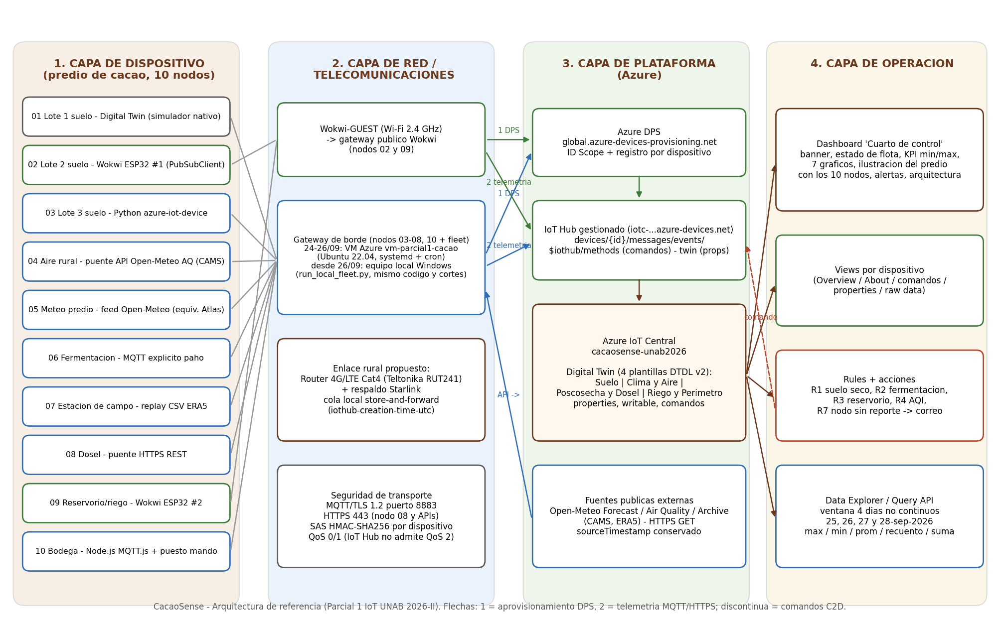 1. CAPA DE DISPOSITIVO
(predio de cacao, 10 nodos)
01 Lote 1 suelo - Digital Twin (simulador nativo)
02 Lote 2 suelo - Wokwi ESP32 #1 (PubSubClient)
03 Lote 3 suelo - Python azure-iot-device
04 Aire rural - puente API Open-Meteo AQ (CAMS)
05 Meteo predio - feed Open-Meteo (equiv. Atlas)
06 Fermentacion - MQTT explicito paho
07 Estacion de campo - replay CSV ERA5
08 Dosel - puente HTTPS REST
09 Reservorio/riego - Wokwi ESP32 #2
10 Bodega - Node.js MQTT.js + puesto mando
2. CAPA DE RED /
TELECOMUNICACIONES
Wokwi-GUEST (Wi-Fi 2.4 GHz)
-> gateway publico Wokwi
(nodos 02 y 09)
Gateway de borde (nodos 03-08, 10 + fleet)
24-26/09: VM Azure vm-parcial1-cacao
(Ubuntu 22.04, systemd + cron)
desde 26/09: equipo local Windows
(run_local_fleet.py, mismo codigo y cortes)
Enlace rural propuesto:
Router 4G/LTE Cat4 (Teltonika RUT241)
+ respaldo Starlink
cola local store-and-forward
(iothub-creation-time-utc)
Seguridad de transporte
MQTT/TLS 1.2 puerto 8883
HTTPS 443 (nodo 08 y APIs)
SAS HMAC-SHA256 por dispositivo
QoS 0/1 (IoT Hub no admite QoS 2)
1 DPS
2 telemetria
1 DPS
2 telemetria
API ->
3. CAPA DE PLATAFORMA
(Azure)
Azure DPS
global.azure-devices-provisioning.net
ID Scope + registro por dispositivo
IoT Hub gestionado (iotc-...azure-devices.net)
devices/{id}/messages/events/
$iothub/methods (comandos) - twin (props)
Azure IoT Central
cacaosense-unab2026
Digital Twin (4 plantillas DTDL v2):
Suelo | Clima y Aire |
Poscosecha y Dosel | Riego y Perimetro
properties, writable, comandos
Fuentes publicas externas
Open-Meteo Forecast / Air Quality / Archive
(CAMS, ERA5) - HTTPS GET
sourceTimestamp conservado
comando
4. CAPA DE OPERACION
Dashboard 'Cuarto de control'
banner, estado de flota, KPI min/max,
7 graficos, ilustracion del predio
con los 10 nodos, alertas, arquitectura
Views por dispositivo
(Overview / About / comandos /
properties / raw data)
Rules + acciones
R1 suelo seco, R2 fermentacion,
R3 reservorio, R4 AQI,
R7 nodo sin reporte -> correo
Data Explorer / Query API
ventana 4 dias no continuos
25, 26, 27 y 28-sep-2026
max / min / prom / recuento / suma
CacaoSense - Arquitectura de referencia (Parcial 1 IoT UNAB 2026-II). Flechas: 1 = aprovisionamiento DPS, 2 = telemetria MQTT/HTTPS; discontinua = comandos C2D.